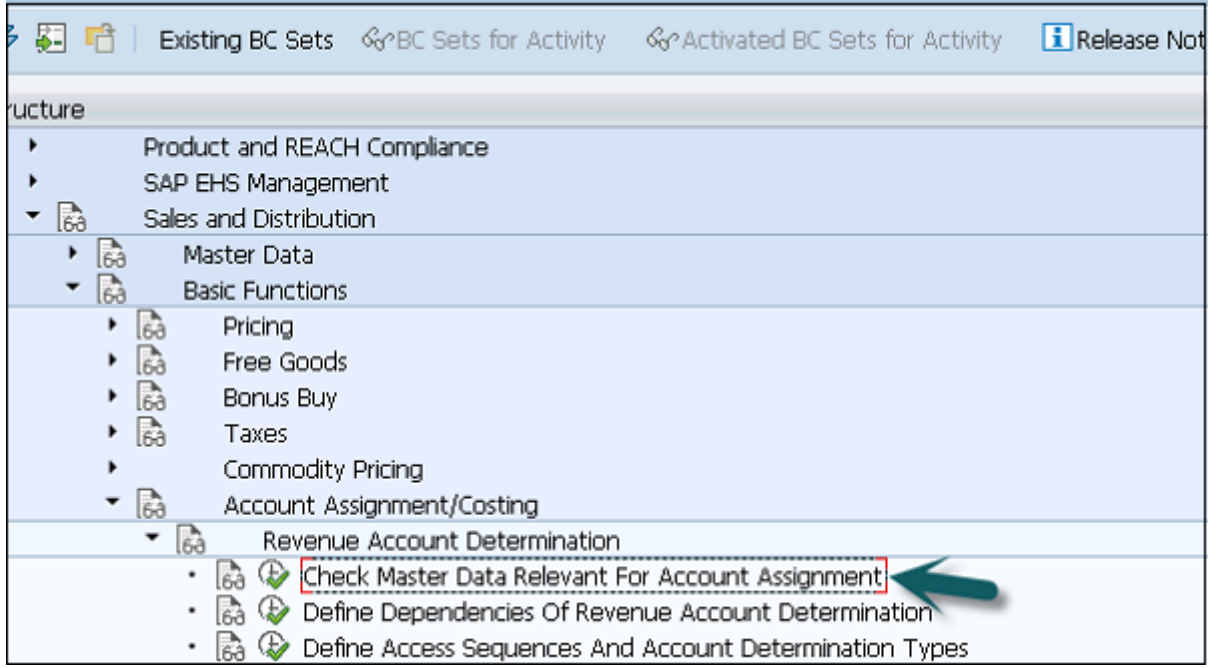 Existing BC Sets BC Sets for Activity Activated BC Sets for Activity Release Not
ructure
Product and REACH Compliance
SAP EHS Management
Sales and Distribution
Master Data
Basic Functions
Pricing
Free Goods
Bonus Buy
Taxes
Commodity Pricing
Account Assignment/Costing
Revenue Account Determination
Check Master Data Relevant For Account Assignment
Define Dependencies Of Revenue Account Determination
Define Access Sequences And Account Determination Types